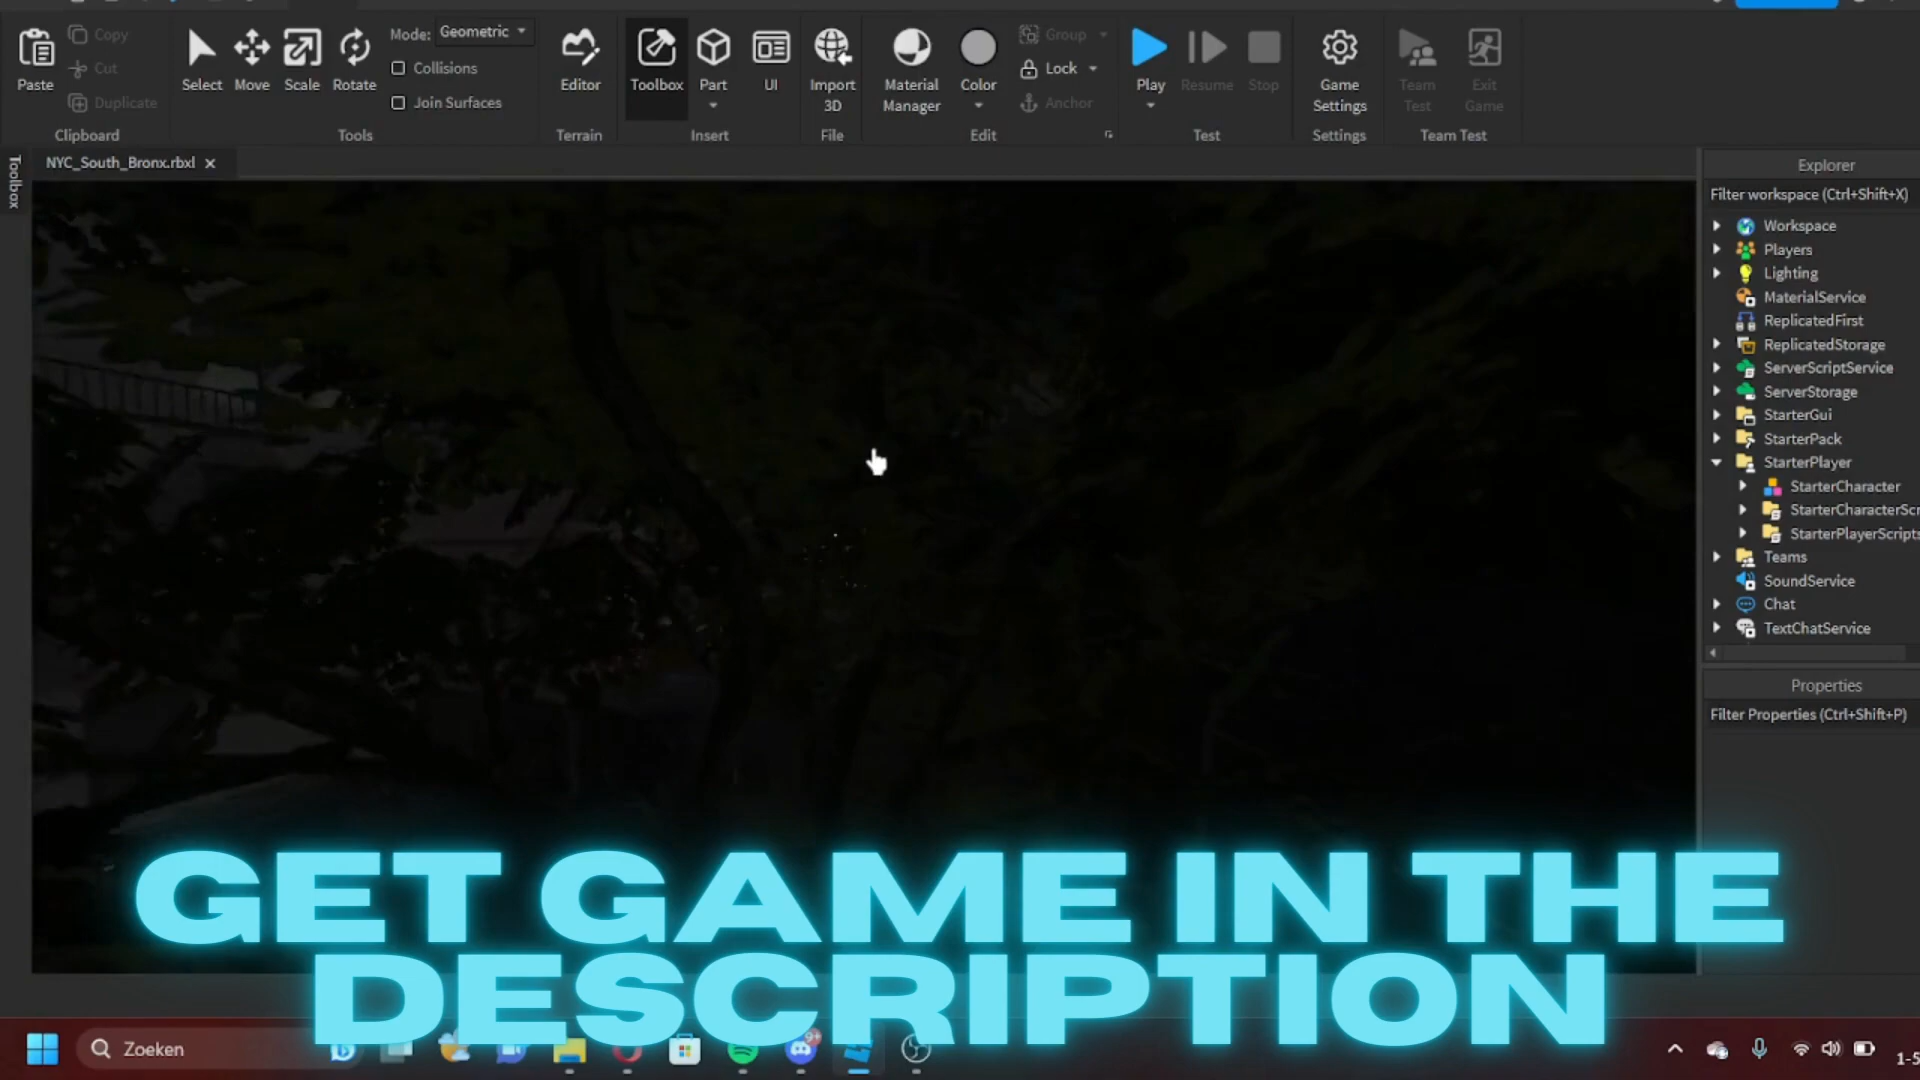 Paste
Copy
Cut
Duplicate
Clipboard
Select
Move
Scale
Rotate
Mode: Geometric
Collisions
Join Surfaces
Tools
Editor
Terrain
Toolbox
Part
UI
Insert
Import
3D
File
Material
Manager
Color
Group
Lock
Anchor
Edit
Play
Resume
Stop
Test
Game
Settings
Settings
Team
Test
Exit
Game
Team Test
Toolbox
NYC_South_Bronx.rbxl
Explorer
Filter workspace (Ctrl+Shift+X)
Workspace
Players
Lighting
MaterialService
ReplicatedFirst
ReplicatedStorage
ServerScriptService
ServerStorage
StarterGui
StarterPack
StarterPlayer
StarterCharacter
StarterCharacterScr
StarterPlayerScripts
Teams
SoundService
Chat
TextChatService
Properties
Filter Properties (Ctrl+Shift+P)
GET GAME IN THE
DESCRIPTION
Zoeken
9+
1-5